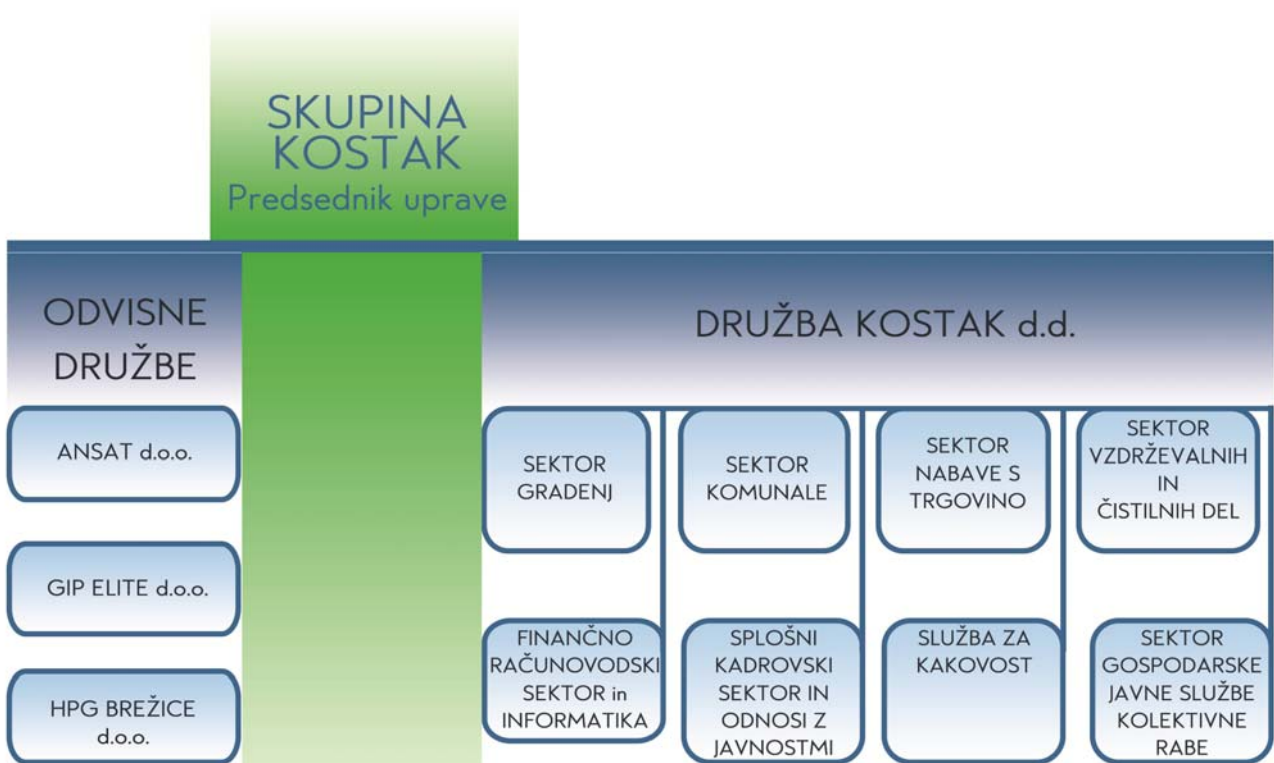 SKUPINA
KOSTAK
Predsednik uprave
ODVISNE
DRUŽBE
DRUŽBA KOSTAK d.d.
ANSAT d.o.o.
GIP ELITE d.o.o.
HPG BREŽICE
d.o.o.
SEKTOR
GRADENJ
SEKTOR
KOMUNALE
SEKTOR
NABAVE S
TRGOVINO
SEKTOR
VZDRŽEVALNIH
IN
ČISTILNIH DEL
FINANČNO
RAČUNOVODSKI
SEKTOR in
INFORMATIKA
SPLOŠNI
KADROVSKI
SEKTOR IN
ODNOSI Z
JAVNOSTMI
SLUŽBA ZA
KAKOVOST
SEKTOR
GOSPODARSKE
JAVNE SLUŽBE
KOLEKTIVNE
RABE